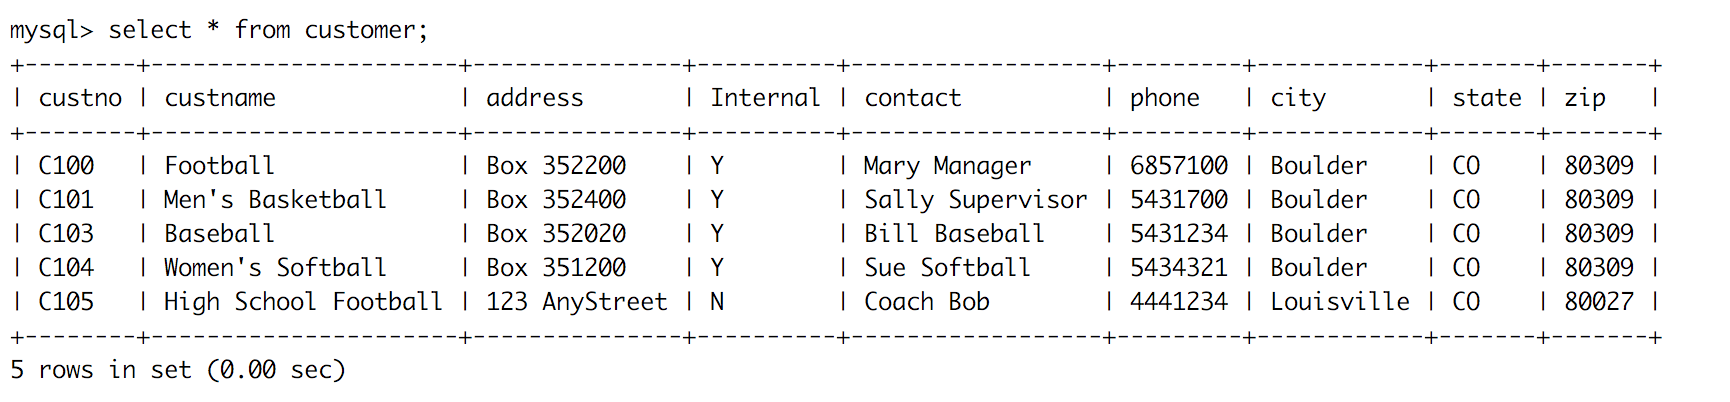 mysql> select * from customer;
+--------+----------------------+---------------+----------+-----------------+---------+------------+-------+-------+
| custno | custname             | address       | Internal | contact          | phone   | city       | state | zip   |
+--------+----------------------+---------------+----------+-----------------+---------+------------+-------+-------+
| C100   | Football             | Box 352200    | Y        | Mary Manager     | 6857100 | Boulder    | CO    | 80309 |
| C101   | Men's Basketball     | Box 352400    | Y        | Sally Supervisor | 5431700 | Boulder    | CO    | 80309 |
| C103   | Baseball             | Box 352020    | Y        | Bill Baseball    | 5431234 | Boulder    | CO    | 80309 |
| C104   | Women's Softball     | Box 351200    | Y        | Sue Softball     | 5434321 | Boulder    | CO    | 80309 |
| C105   | High School Football | 123 AnyStreet | N        | Coach Bob        | 4441234 | Louisville | CO    | 80027 |
+--------+----------------------+---------------+----------+-----------------+---------+------------+-------+-------+
5 rows in set (0.00 sec)